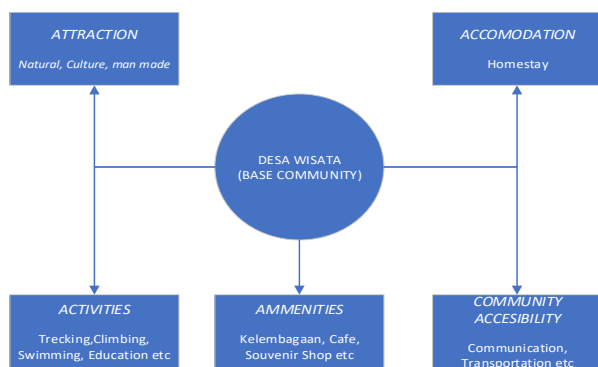 ATTRACTION
Natural, Culture, man made
ACCOMODATION
Homestay
DESA WISATA
(BASE COMMUNITY)
ACTIVITIES
Trecking,Climbing,
Swimming, Education etc
AMMENITIES
Kelembagaan, Cafe,
Souvenir Shop etc
COMMUNITY
ACCESIBILITY
Communication,
Transportation etc